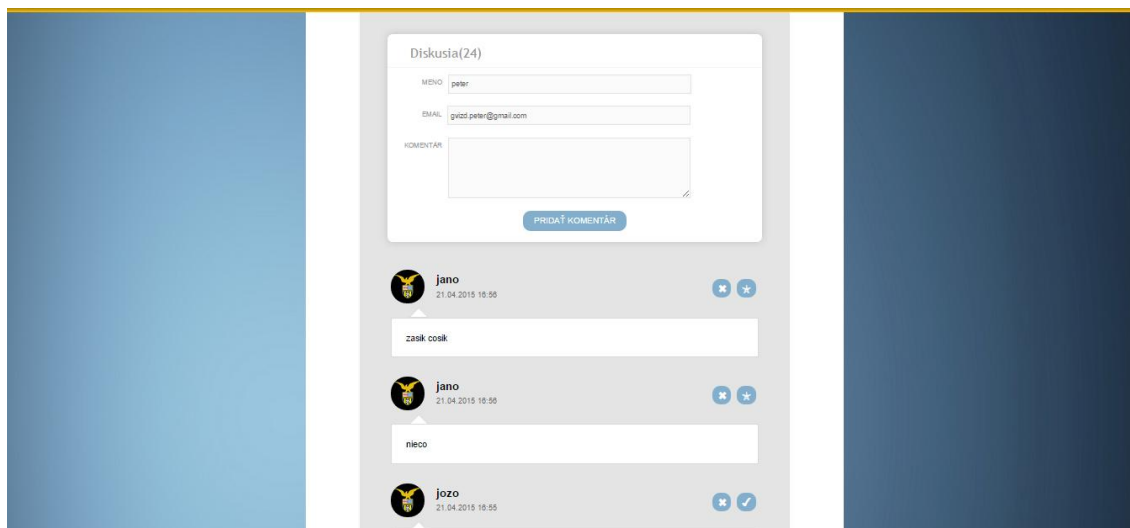 Diskusia(24)
MENO peter
EMAIL gvizd.peter@gmail.com
KOMENTÁR
PRIDAŤ KOMENTÁR
jano
21.04.2015 16:56
zasik cosik
jano
21.04.2015 16:56
nieco
jozo
21.04.2015 16:55